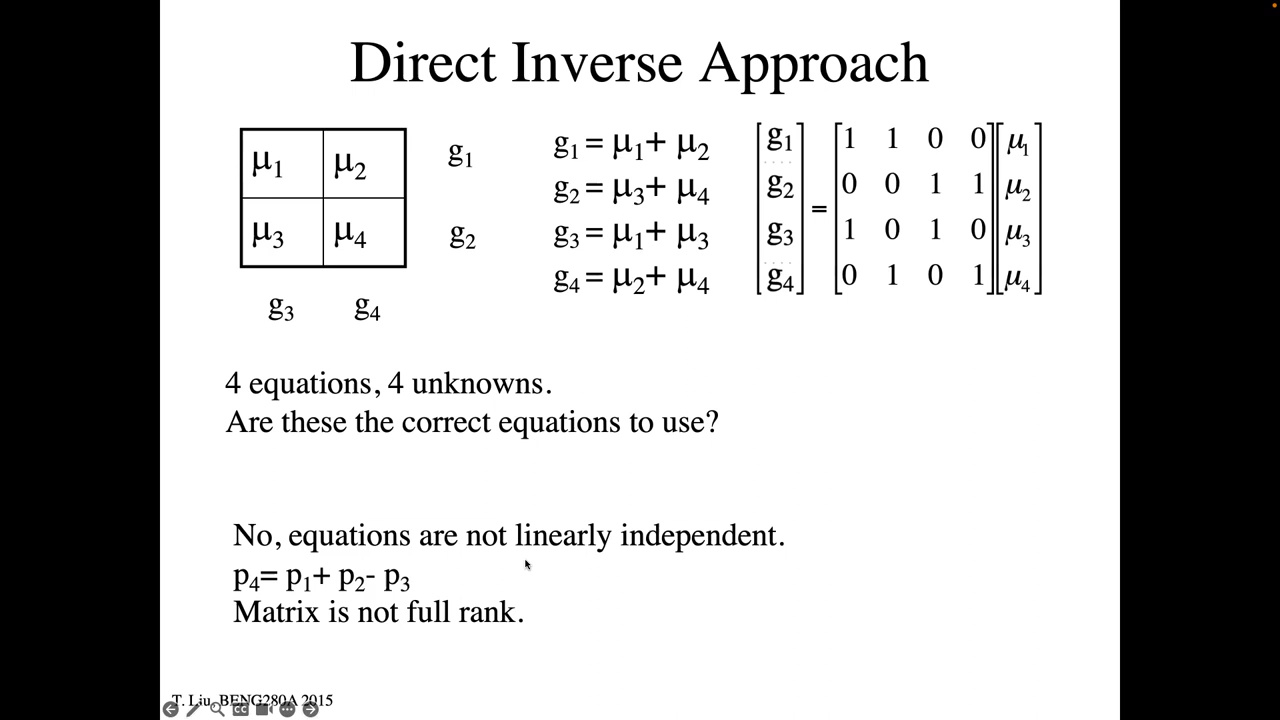 Direct Inverse Approach
μ₁ μ₂ g₁
μ₃ μ₄ g₂
g₃ g₄
g₁ = μ₁+ μ₂
g₂ = μ₃+ μ₄
g₃ = μ₁+ μ₃
g₄ = μ₂+ μ₄
[g₁ g₂ g₃ g₄] =
1 1 0 0
0 0 1 1
1 0 1 0
0 1 0 1
[μ₁ μ₂ μ₃ μ₄]
4 equations, 4 unknowns.
Are these the correct equations to use?
No, equations are not linearly independent.
p₄= p₁+ p₂- p₃
Matrix is not full rank.
T. Liu, BENG280A 2015
CC